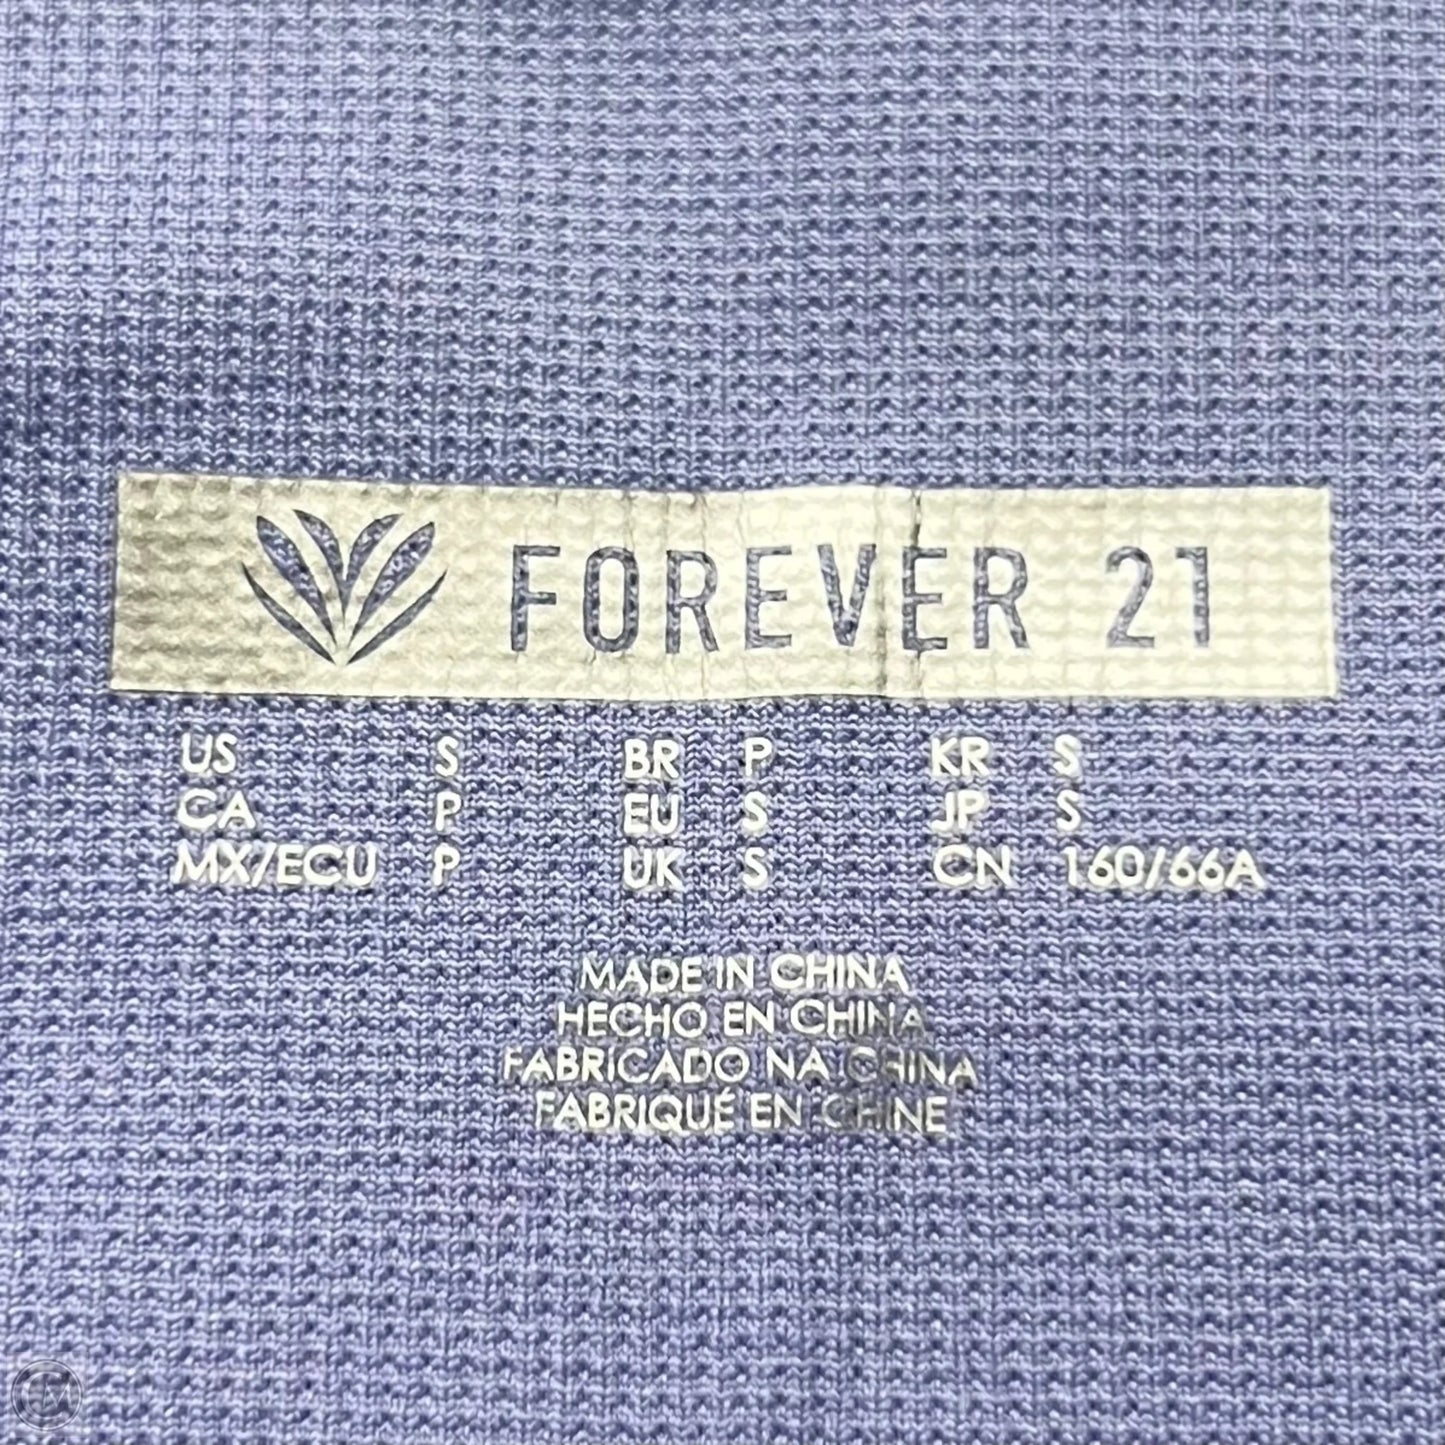 FOREVER 21
US S BR P KR S
CA P EU S JP S
MX/ECU P UK S CN 160/66A
MADE IN CHINA
HECHO EN CHINA
FABRICADO NA CHINA
FABRIQUÉ EN CHINE
CM